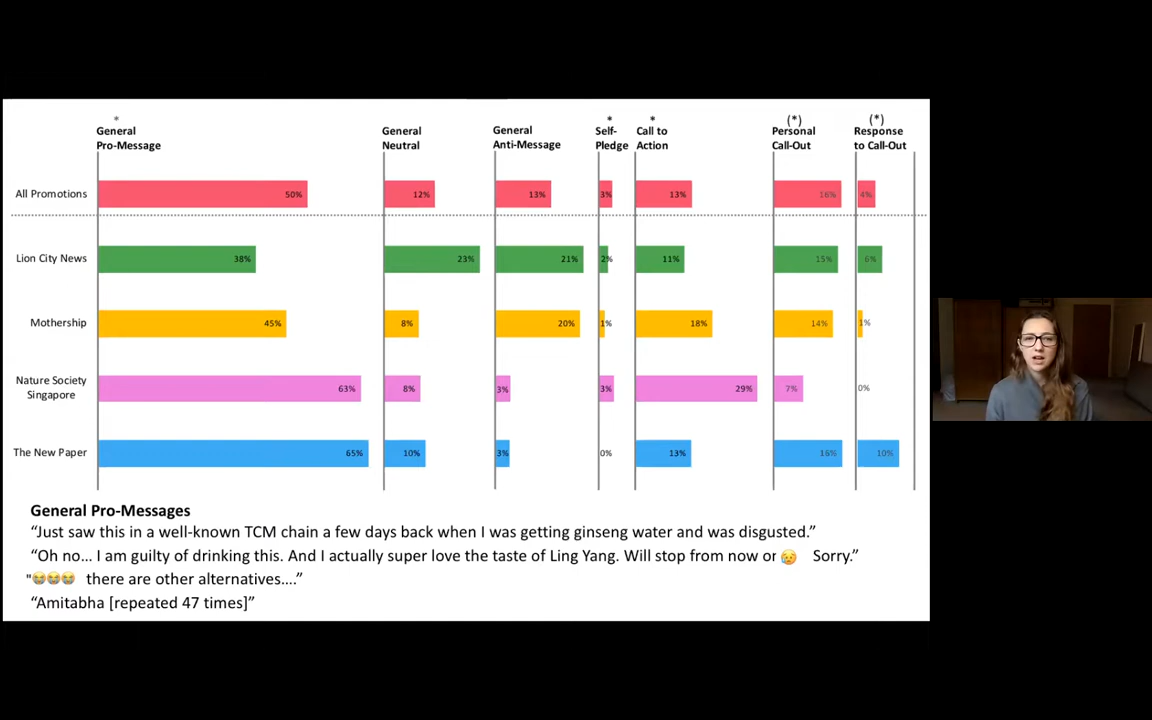 *
General
Pro-Message
General
Neutral
General
Anti-Message
*
Self-
Pledge
*
Call to
Action
(*)
Personal
Call-Out
(*)
Response
to Call-Out
All Promotions
50%
12%
13%
3%
13%
16%
4%
Lion City News
38%
23%
21%
2%
11%
15%
6%
Mothership
45%
8%
20%
1%
18%
14%
1%
Nature Society
Singapore
63%
8%
3%
3%
29%
7%
0%
The New Paper
65%
10%
3%
0%
13%
16%
10%
General Pro-Messages
“Just saw this in a well-known TCM chain a few days back when I was getting ginseng water and was disgusted.”
“Oh no… I am guilty of drinking this. And I actually super love the taste of Ling Yang. Will stop from now or 😥 Sorry.”
"😭😭😭 there are other alternatives….”
“Amitabha [repeated 47 times]”